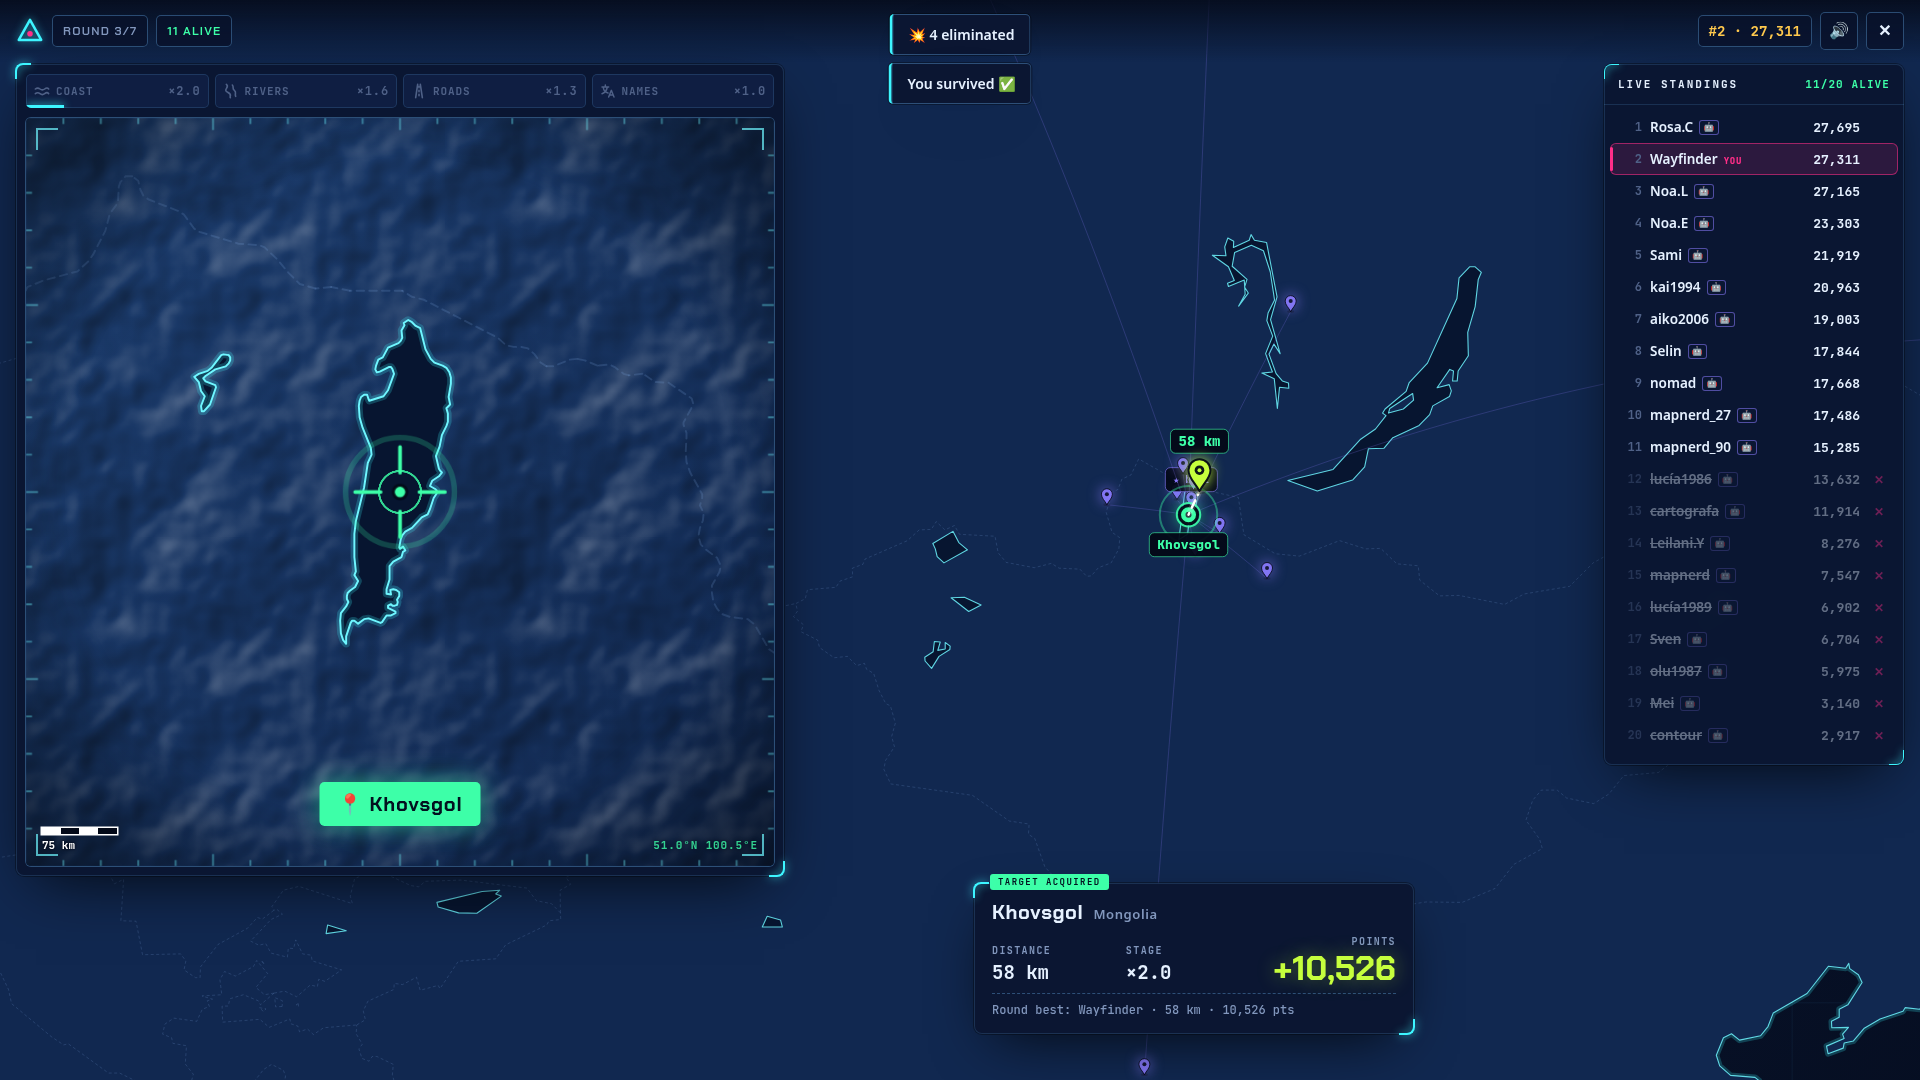 ROUND 3/7
11 ALIVE
💥 4 eliminated
You survived ✅
#2 · 27,311
COAST ×2.0
RIVERS ×1.6
ROADS ×1.3
NAMES ×1.0
📍 Khovsgol
75 km
51.0°N 100.5°E
58 km
Khovsgol
TARGET ACQUIRED
Khovsgol Mongolia
DISTANCE
58 km
STAGE
×2.0
POINTS
+10,526
Round best: Wayfinder · 58 km · 10,526 pts
LIVE STANDINGS 11/20 ALIVE
1 Rosa.C 27,695
2 Wayfinder YOU 27,311
3 Noa.L 27,165
4 Noa.E 23,303
5 Sami 21,919
6 kai1994 20,963
7 aiko2006 19,003
8 Selin 17,844
9 nomad 17,668
10 mapnerd_27 17,486
11 mapnerd_90 15,285
12 lucía1986 13,632 ×
13 cartografa 11,914 ×
14 Leilani.Y 8,276 ×
15 mapnerd 7,547 ×
16 lucía1989 6,902 ×
17 Sven 6,704 ×
18 olu1987 5,975 ×
19 Mei 3,140 ×
20 contour 2,917 ×